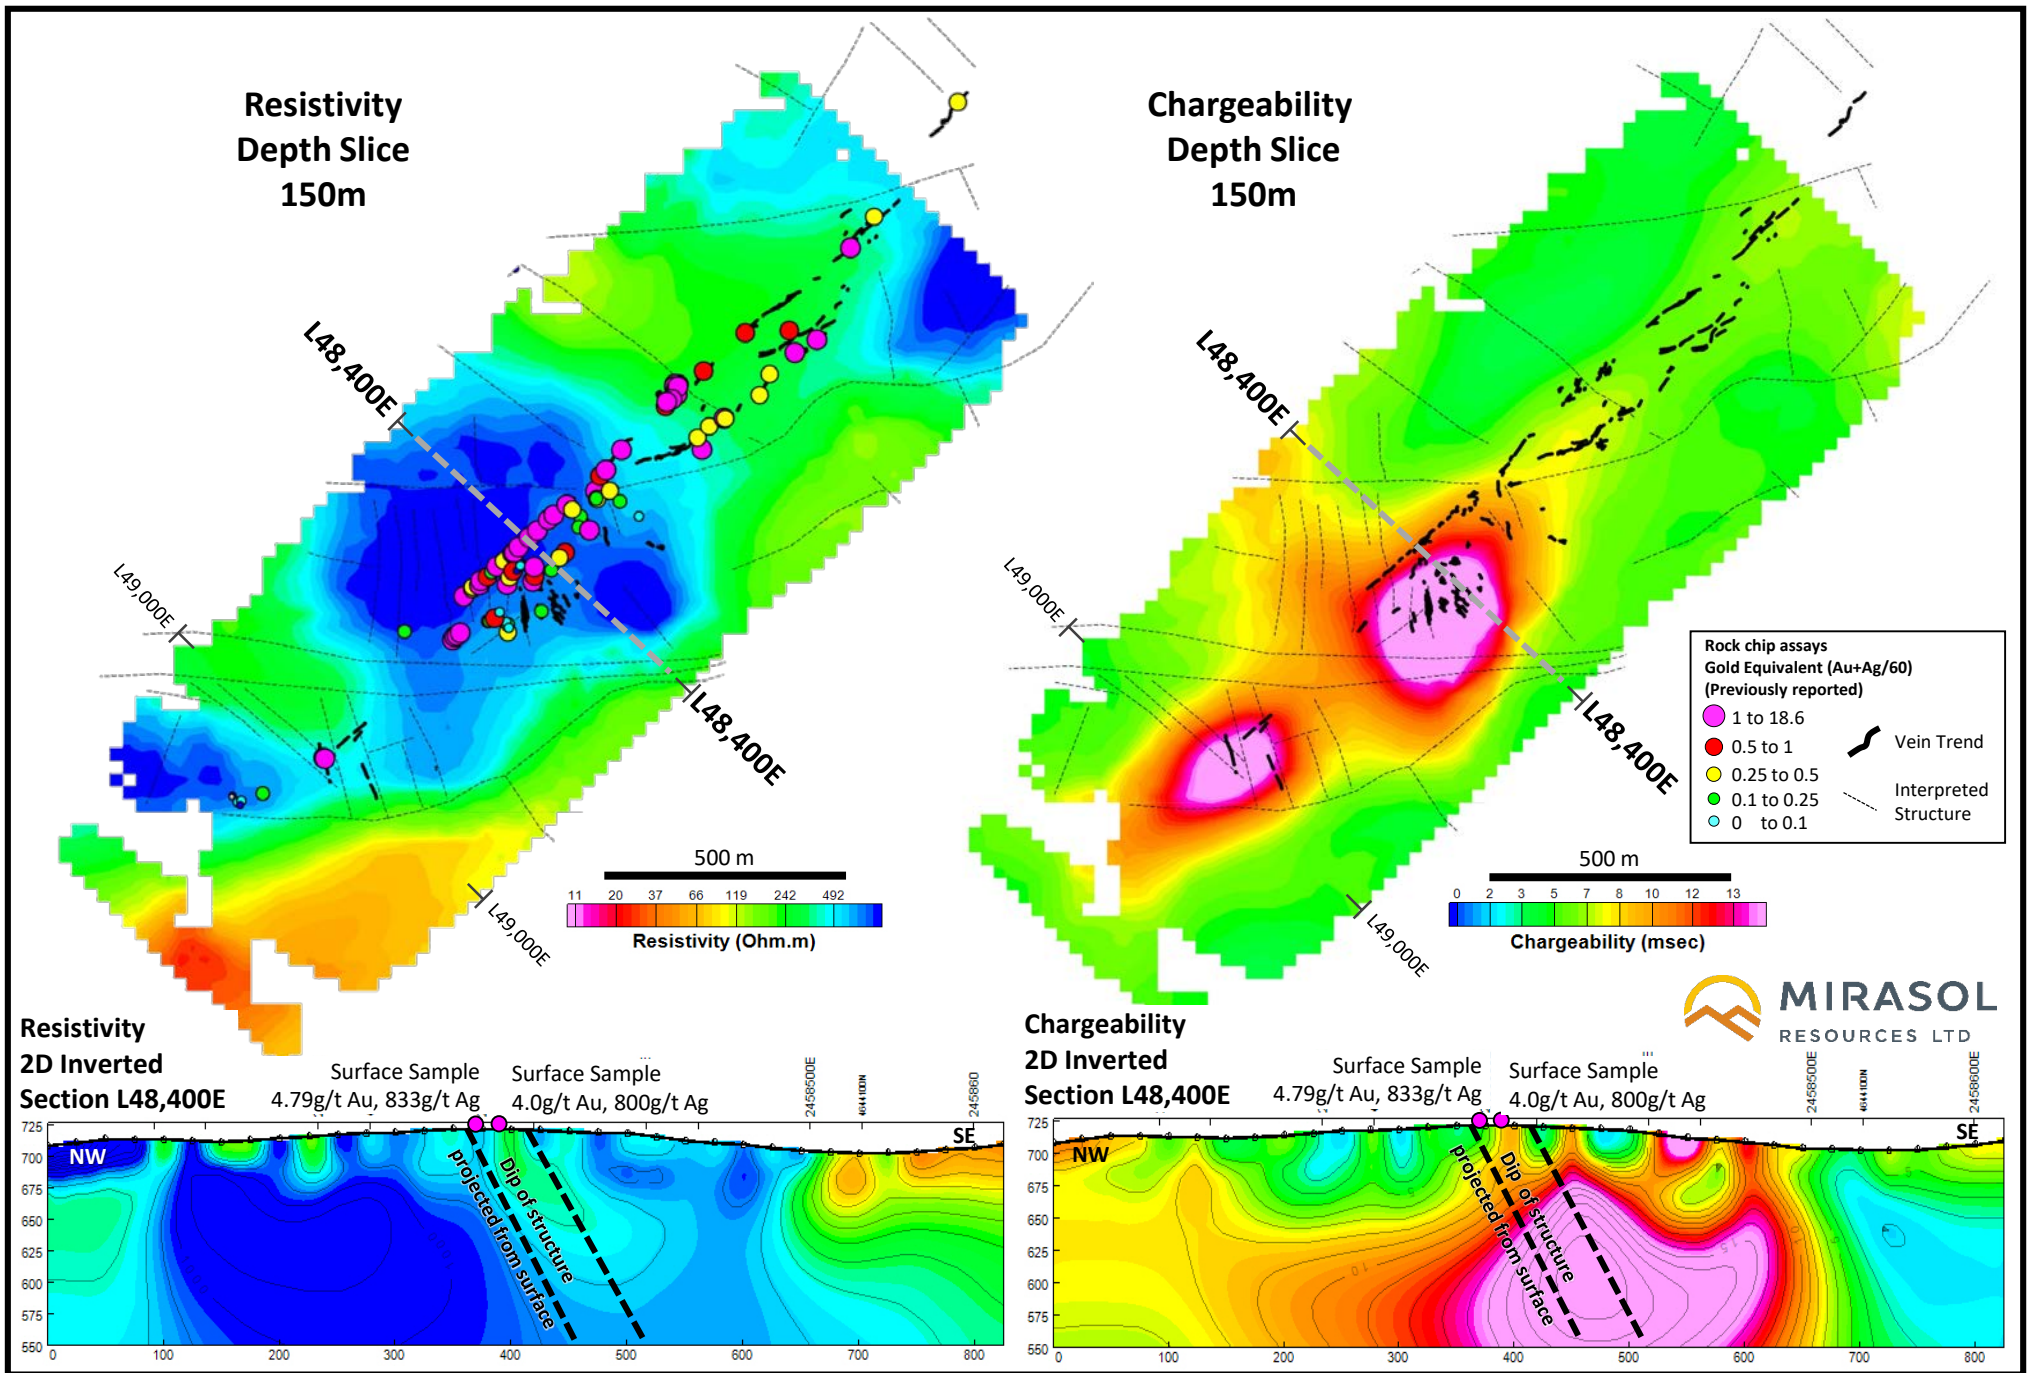 Resistivity
Depth Slice
150m
Chargeability
Depth Slice
150m
L48,400E
L48,400E
L49,000E
L49,000E
L48,400E
L48,400E
L49,000E
L49,000E
500 m
11 20 37 66 119 242 492
Resistivity (Ohm.m)
500 m
0 2 3 5 7 8 10 12 13
Chargeability (msec)
Rock chip assays
Gold Equivalent (Au+Ag/60)
(Previously reported)
1 to 18.6
0.5 to 1
0.25 to 0.5
0.1 to 0.25
0 to 0.1
Vein Trend
Interpreted
Structure
MIRASOL
RESOURCES LTD
Resistivity
2D Inverted
Section L48,400E
Surface Sample
4.79g/t Au, 833g/t Ag
Surface Sample
4.0g/t Au, 800g/t Ag
2458500E
4644100N
245860
NW
SE
Dip of structure
projected from surface
725
700
675
650
625
600
575
550
0 100 200 300 400 500 600 700 800
Chargeability
2D Inverted
Section L48,400E
Surface Sample
4.79g/t Au, 833g/t Ag
Surface Sample
4.0g/t Au, 800g/t Ag
2458500E
4644100N
2458600E
NW
SE
Dip of structure
projected from surface
725
700
675
650
625
600
575
550
0 100 200 300 400 500 600 700 800